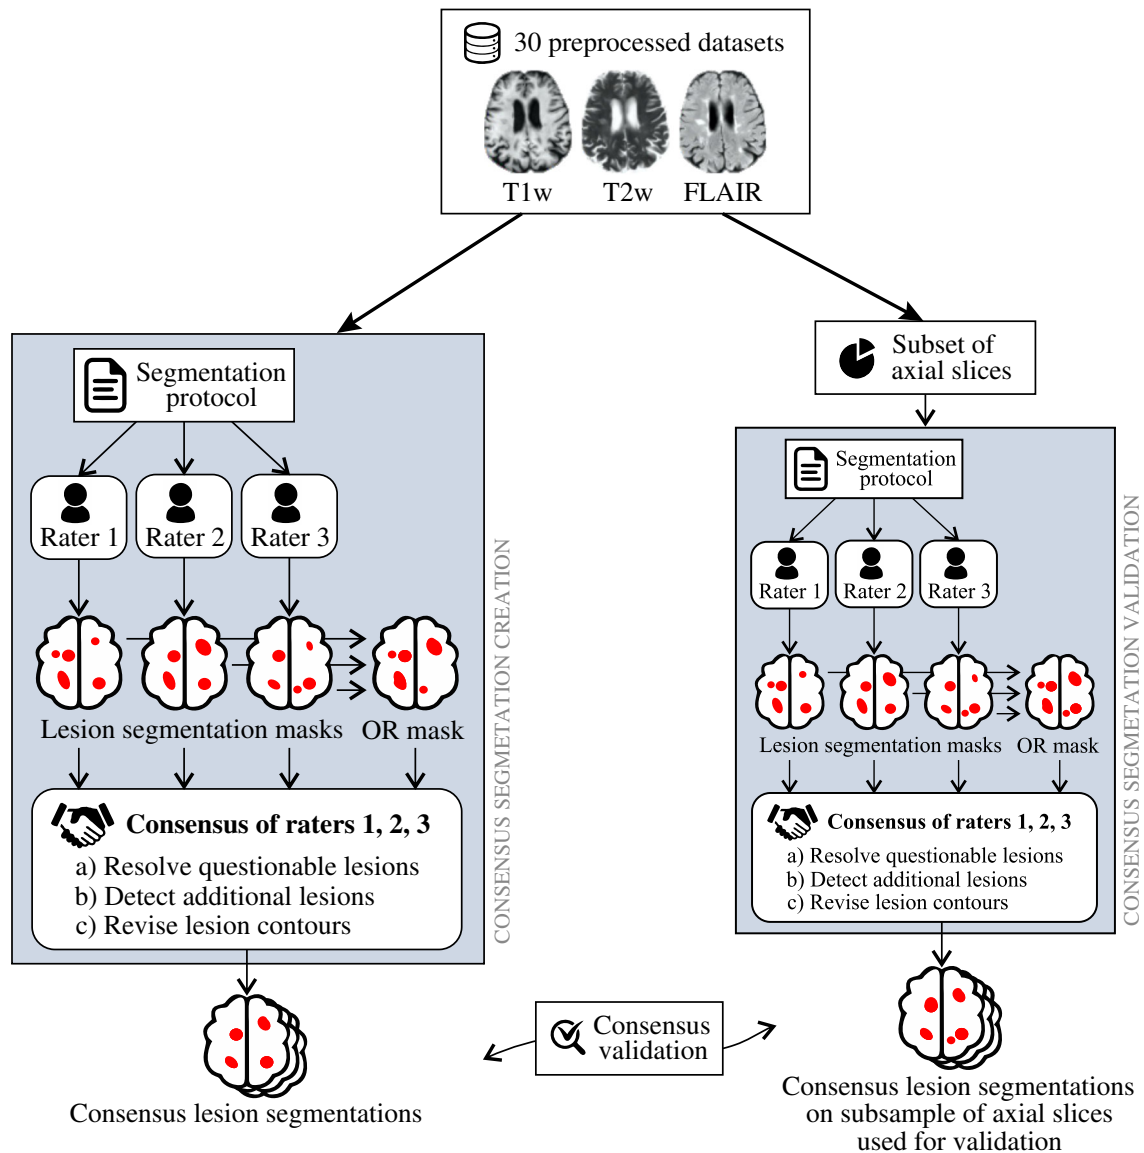 30 preprocessed datasets
T1w
T2w
FLAIR
Segmentation
protocol
Rater 1
Rater 2
Rater 3
Lesion segmentation masks
OR mask
Consensus of raters 1, 2, 3
a) Resolve questionable lesions
b) Detect additional lesions
c) Revise lesion contours
CONSENSUS SEGMETATION CREATION
Consensus lesion segmentations
Subset of
axial slices
Segmentation
protocol
Rater 1
Rater 2
Rater 3
Lesion segmentation masks
OR mask
Consensus of raters 1, 2, 3
a) Resolve questionable lesions
b) Detect additional lesions
c) Revise lesion contours
CONSENSUS SEGMETATION VALIDATION
Consensus
validation
Consensus lesion segmentations
on subsample of axial slices
used for validation